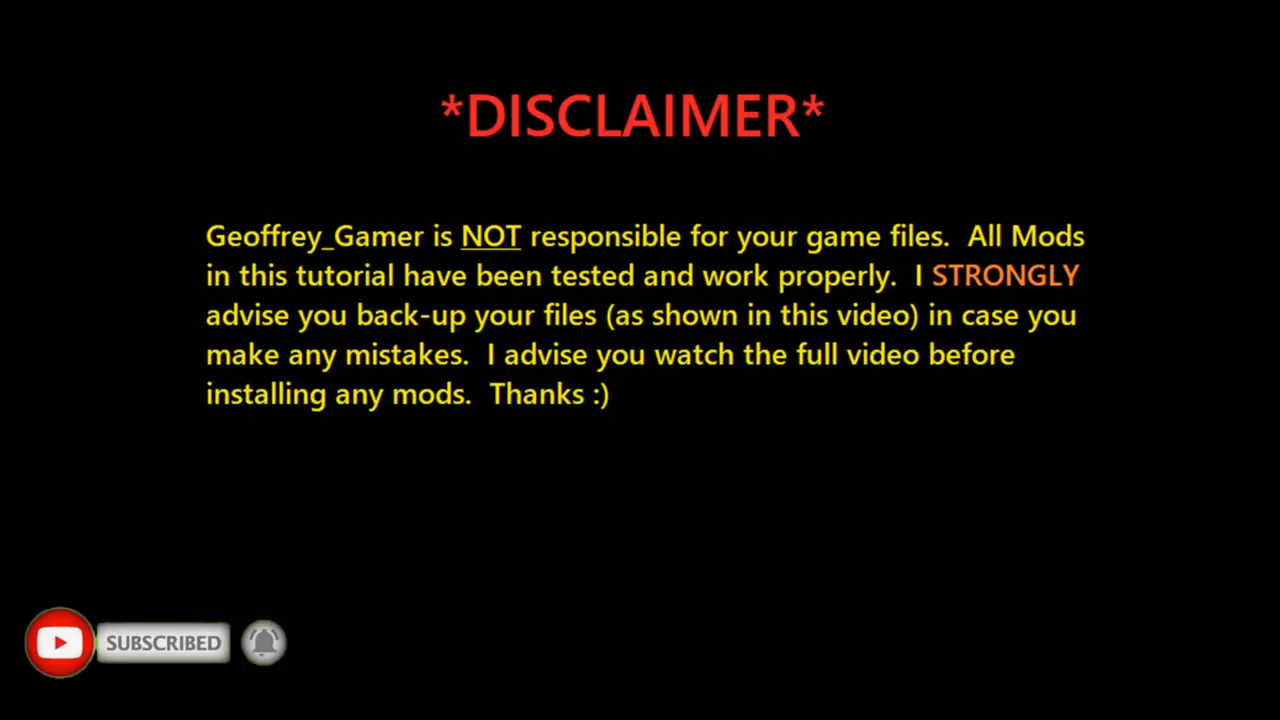 *DISCLAIMER*
Geoffrey_Gamer is NOT responsible for your game files.  All Mods
in this tutorial have been tested and work properly.  I STRONGLY
advise you back-up your files (as shown in this video) in case you
make any mistakes.  I advise you watch the full video before
installing any mods.  Thanks :)
SUBSCRIBED